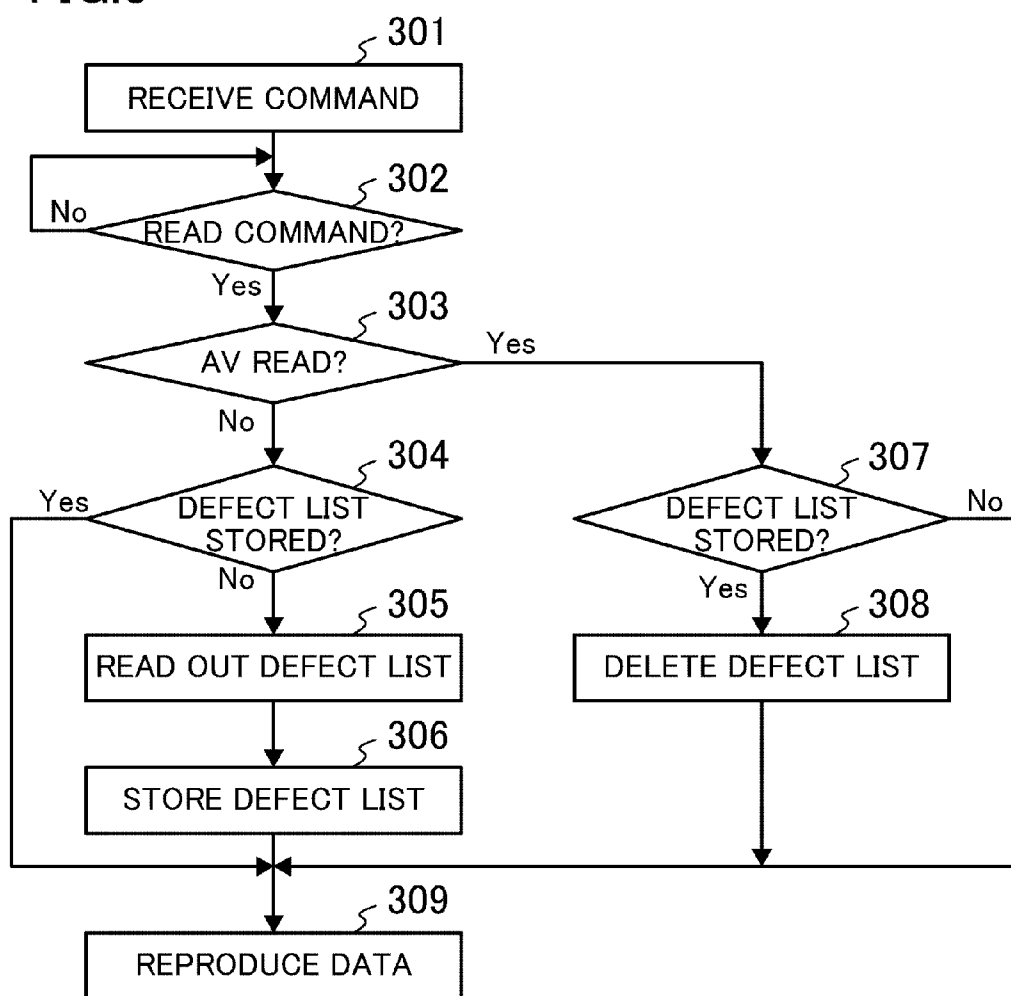 301
RECEIVE COMMAND
302
No
READ COMMAND?
Yes
303
AV READ?
Yes
No
304
307
Yes
DEFECT LIST
STORED?
DEFECT LIST
STORED?
No
No
Yes
305
308
READ OUT DEFECT LIST
DELETE DEFECT LIST
306
STORE DEFECT LIST
309
REPRODUCE DATA